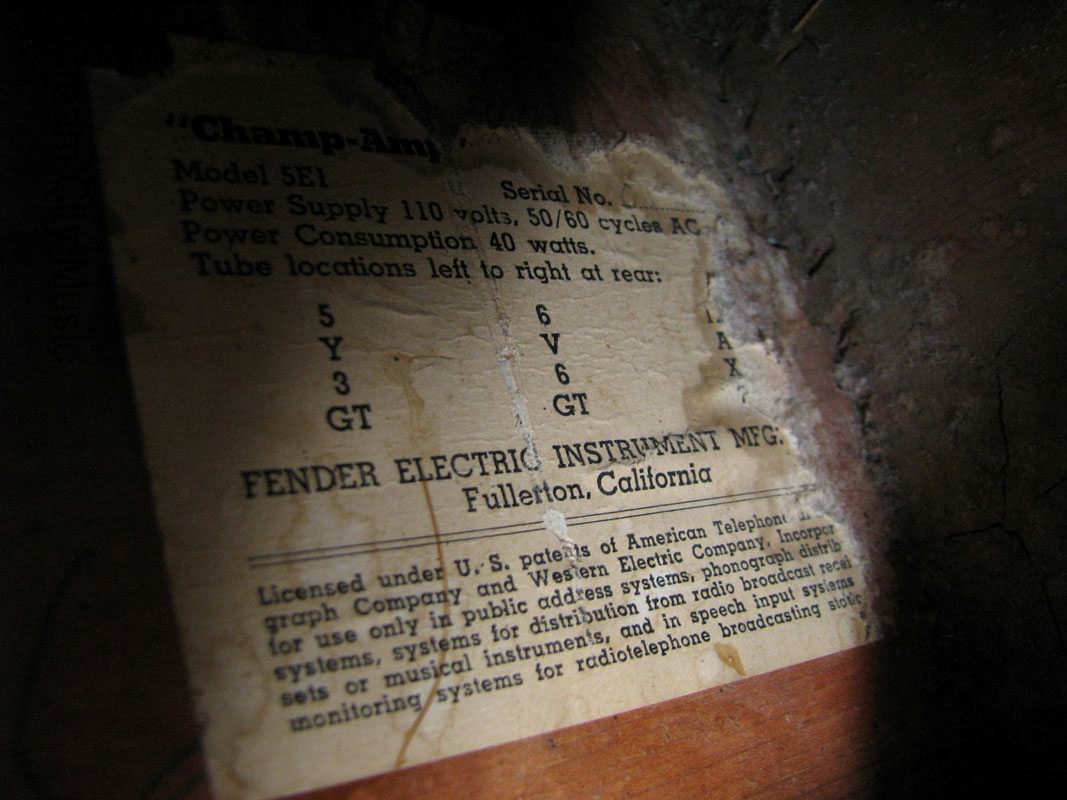 "Champ-Amp"
Model 5E1 Serial No.
Power Supply 110 volts, 50/60 cycles AC
Power Consumption 40 watts.
Tube locations left to right at rear:
5 6
Y V A
3 6 X
GT GT 7
FENDER ELECTRIC INSTRUMENT MFG.
Fullerton, California
Licensed under U. S. patents of American Telephone
graph Company and Western Electric Company, Incorpor
for use only in public address systems, phonograph distrib
systems, systems for distribution from radio broadcast recei
sets or musical instruments, and in speech input systems
monitoring systems for radiotelephone broadcasting static
Music